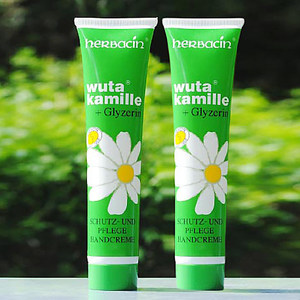 herbacin
wuta®
kamille
+ Glyzerin
SCHUTZ- UND
PFLEGE
HANDCREME
herbacin
wuta®
kamille
+ Glyzerin
SCHUTZ- UND
PFLEGE
HANDCREME